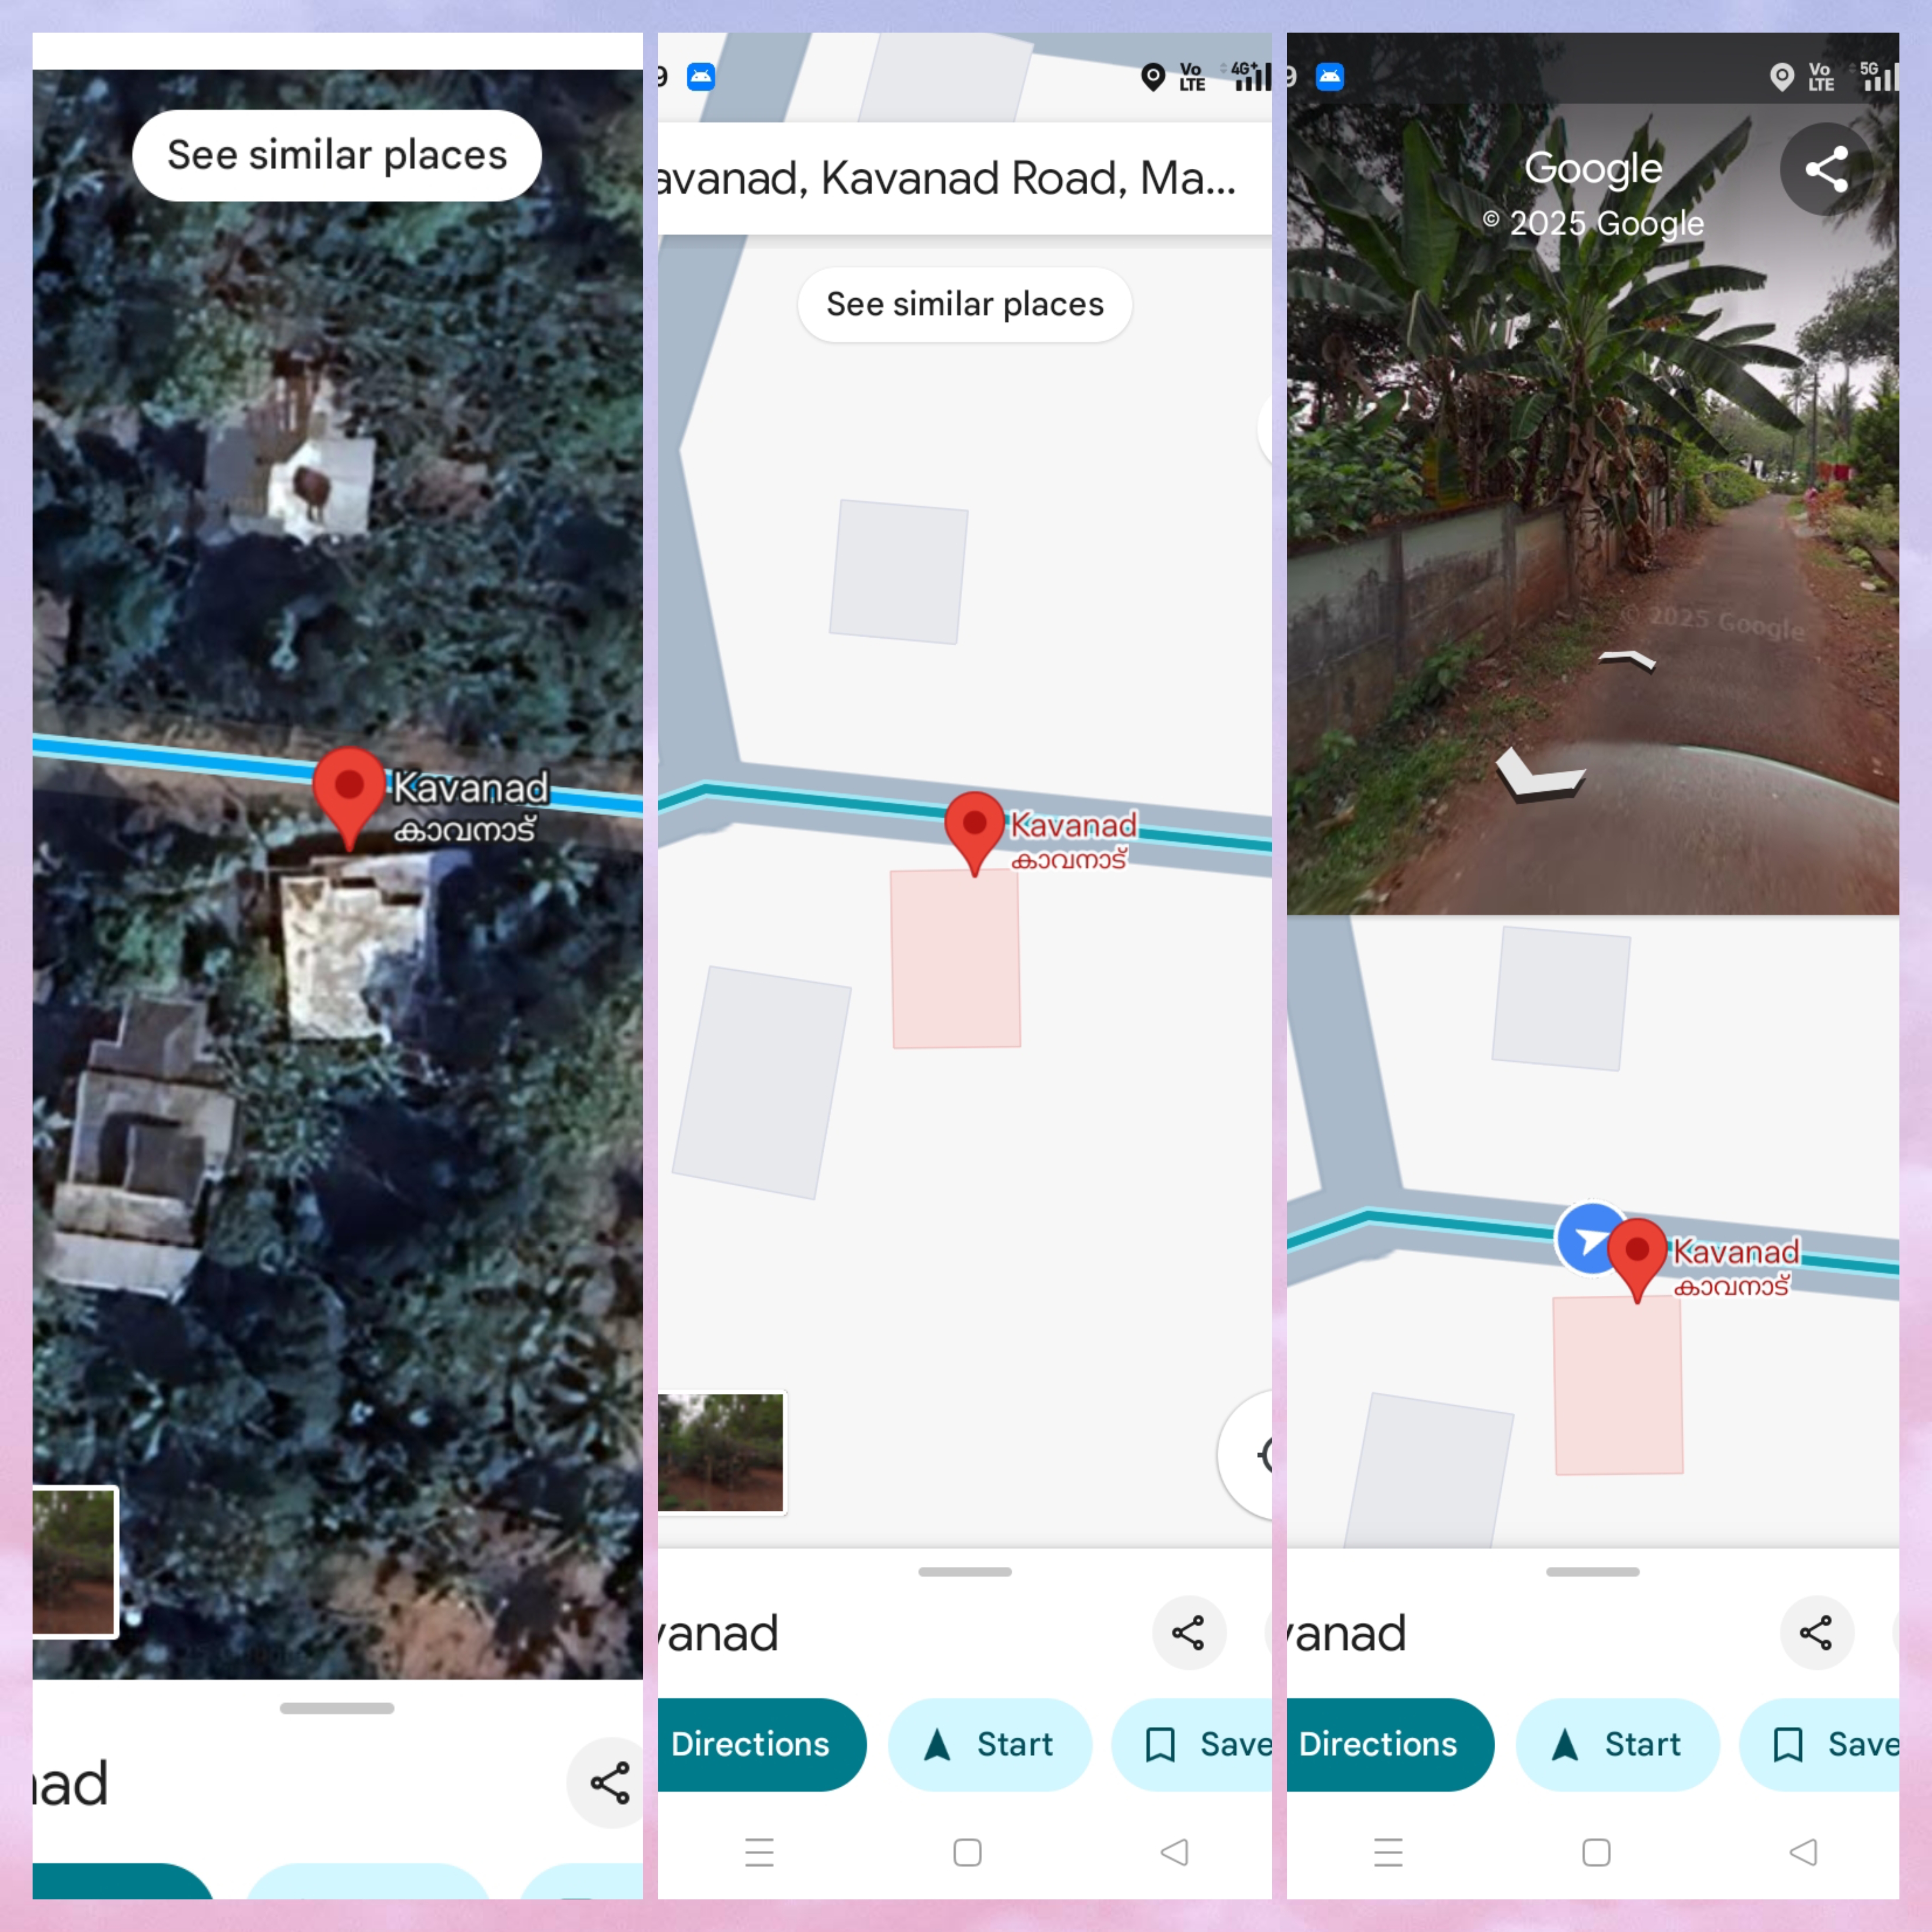 See similar places
Kavanad
കാവനാട്
nad
9
Vo
LTE
4G+
avanad, Kavanad Road, Ma...
See similar places
Kavanad
കാവനാട്
vanad
Directions
Start
Save
9
Vo
LTE
5G
Google
© 2025 Google
© 2025 Google
Kavanad
കാവനാട്
vanad
Directions
Start
Save